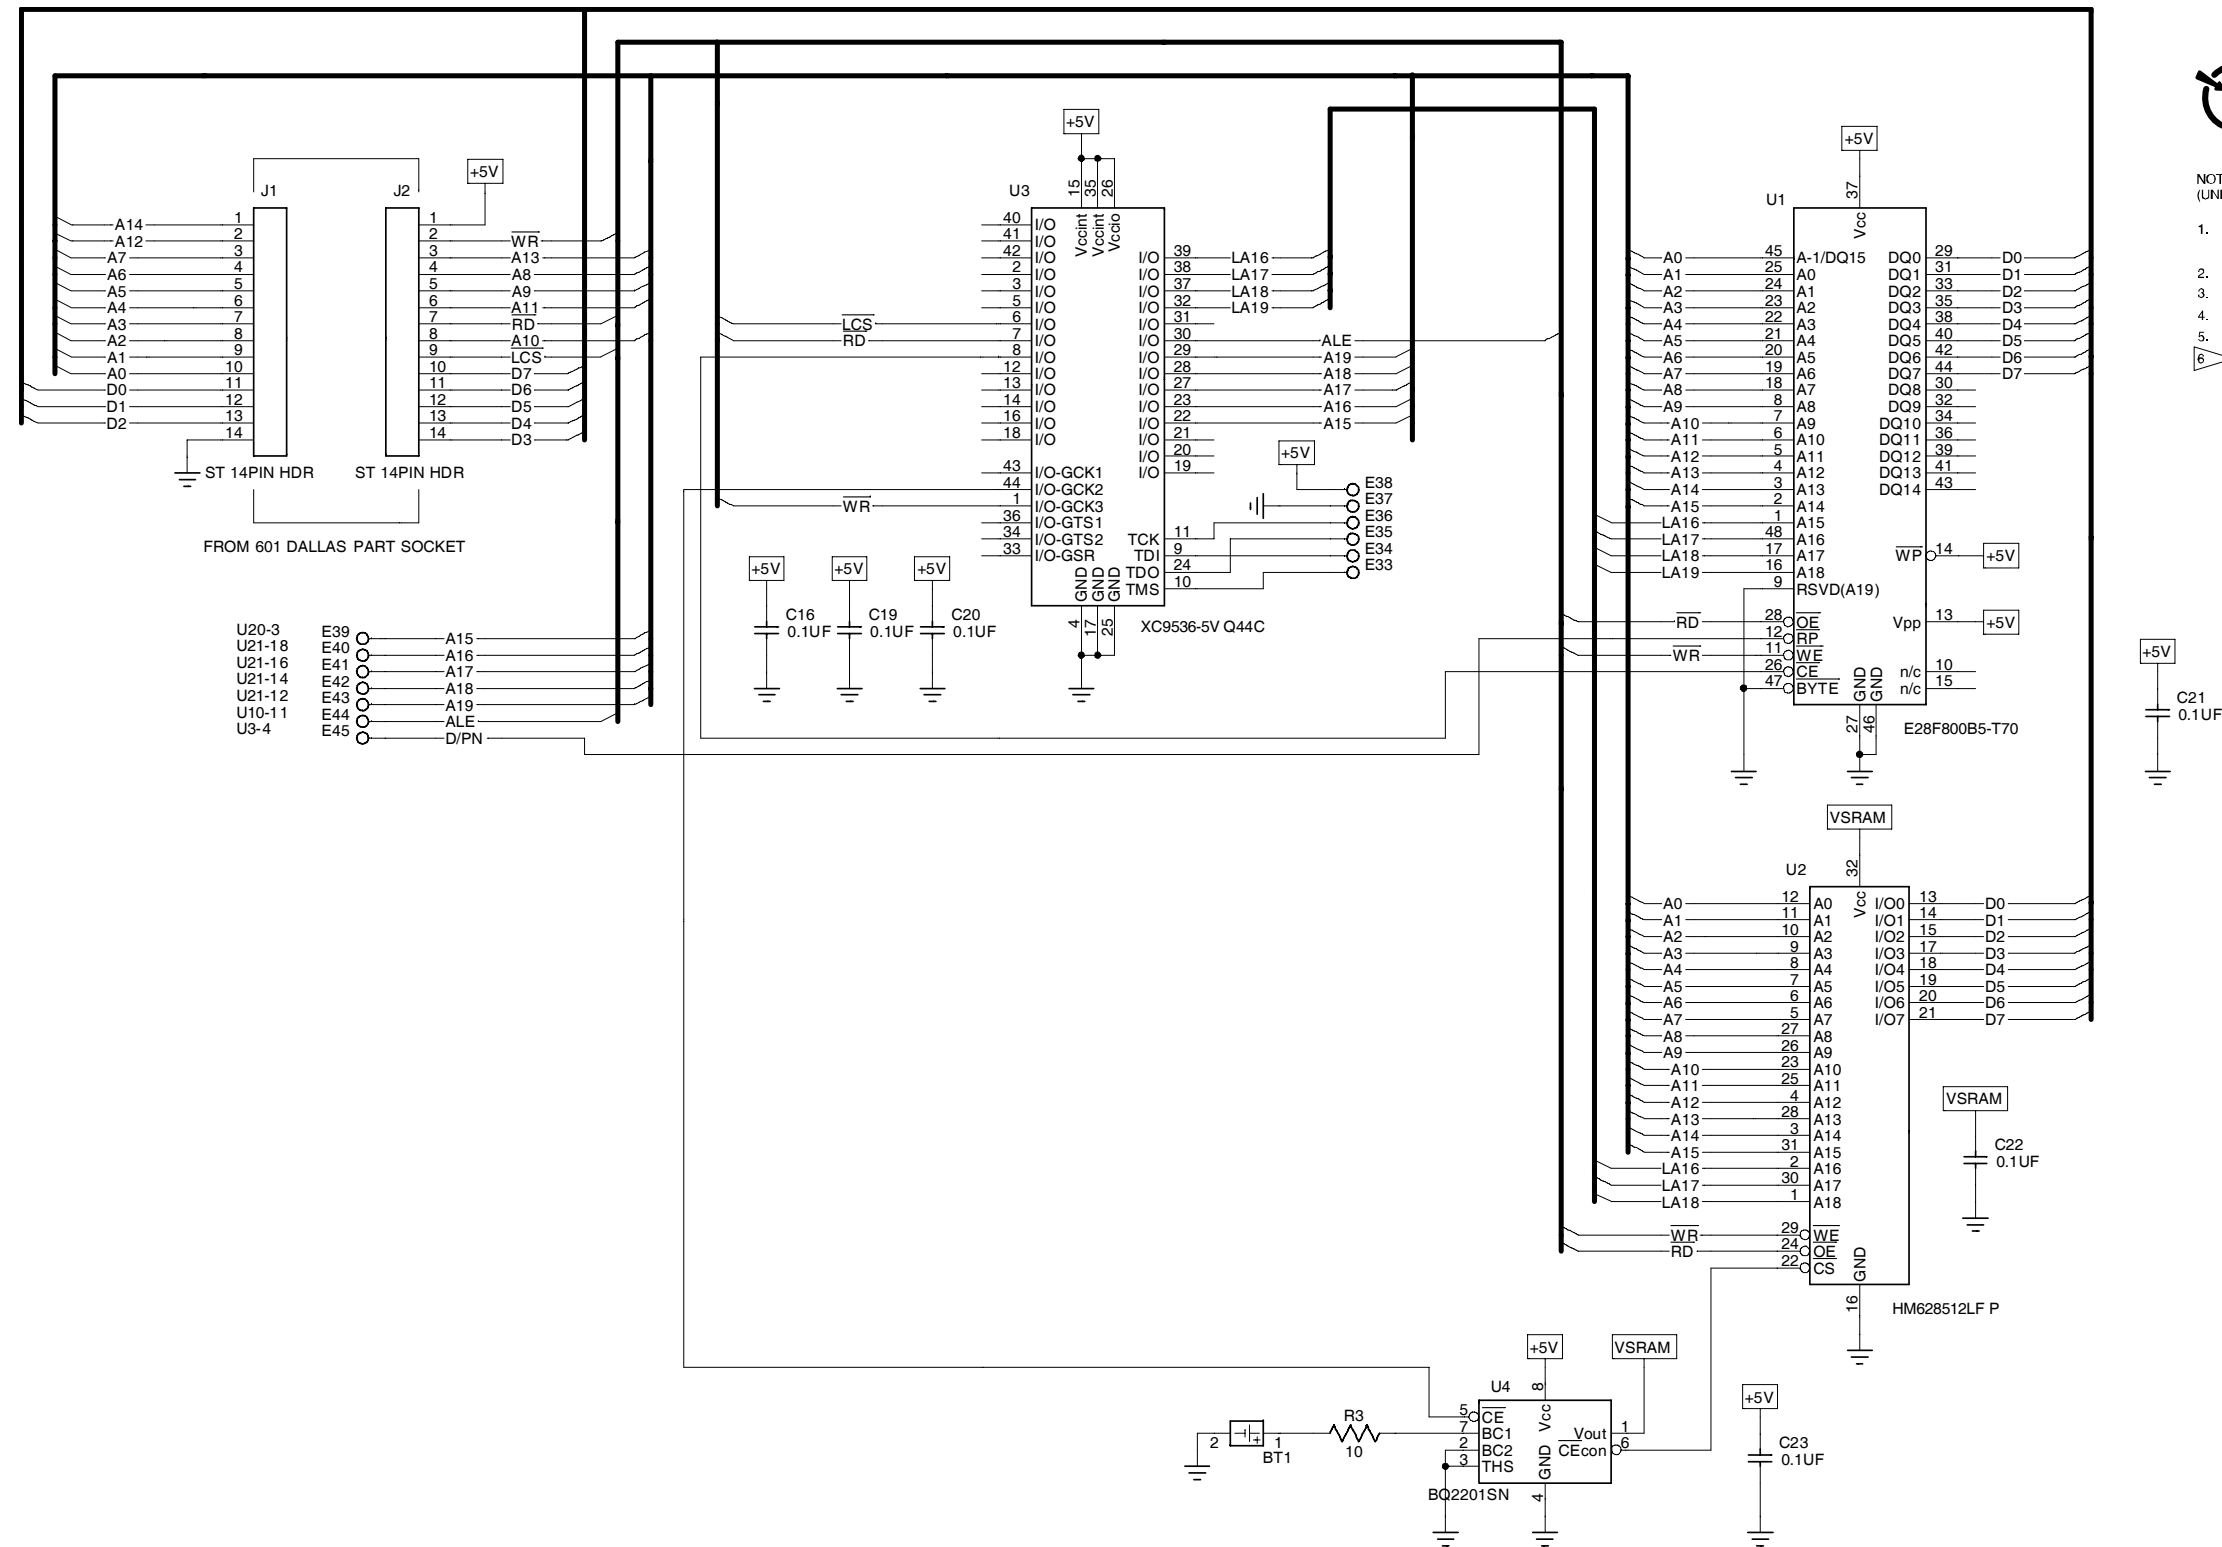 J1
A14 1
A12 2
A7 3
A6 4
A5 5
A4 6
A3 7
A2 8
A1 9
A0 10
D0 11
D1 12
D2 13
14
ST 14PIN HDR
J2
+5V
1
2 WR
3 A13
4 A8
5 A9
6 A11
7 RD
8 A10
9 LCS
10 D7
11 D6
12 D5
13 D4
14 D3
ST 14PIN HDR
FROM 601 DALLAS PART SOCKET
U20-3 E39 A15
U21-18 E40 A16
U21-16 E41 A17
U21-14 E42 A18
U21-12 E43 A19
U10-11 E44 ALE
U3-4 E45 D/PN
+5V
C16
0.1UF
+5V
C19
0.1UF
+5V
C20
0.1UF
+5V
U3
15 35 26
Vccint Vccint Vccio
40 I/O
41 I/O
42 I/O
2 I/O
3 I/O
5 I/O
LCS 6 I/O
RD 7 I/O
8 I/O
12 I/O
13 I/O
14 I/O
16 I/O
18 I/O
43 I/O-GCK1
44 I/O-GCK2
WR 1 I/O-GCK3
36 I/O-GTS1
34 I/O-GTS2
33 I/O-GSR
I/O 39 LA16
I/O 38 LA17
I/O 37 LA18
I/O 32 LA19
I/O 31
I/O 30 ALE
I/O 29 A19
I/O 28 A18
I/O 27 A17
I/O 23 A16
I/O 22 A15
I/O 21
I/O 20
I/O 19
TCK 11
TDI 9
TDO 24
TMS 10
GND GND GND
4 17 25
XC9536-5V Q44C
+5V
E38
E37
E36
E35
E34
E33
+5V
U1
37
Vcc
A0 45 A-1/DQ15
A1 25 A0
A2 24 A1
A3 23 A2
A4 22 A3
A5 21 A4
A6 20 A5
A7 19 A6
A8 18 A7
A9 8 A8
A10 7 A9
A11 6 A10
A12 5 A11
A13 4 A12
A14 3 A13
A15 2 A14
LA16 1 A15
LA17 48 A16
LA18 17 A17
LA19 16 A18
9 RSVD(A19)
RD 28 OE
12 RP
WR 11 WE
26 CE
47 BYTE
DQ0 29 D0
DQ1 31 D1
DQ2 33 D2
DQ3 35 D3
DQ4 38 D4
DQ5 40 D5
DQ6 42 D6
DQ7 44 D7
DQ8 30
DQ9 32
DQ10 34
DQ11 36
DQ12 39
DQ13 41
DQ14 43
WP 14 +5V
Vpp 13 +5V
n/c 10
n/c 15
GND GND
27 46
E28F800B5-T70
+5V
C21
0.1UF
VSRAM
U2
32
Vcc
A0 12 A0
A1 11 A1
A2 10 A2
A3 9 A3
A4 8 A4
A5 7 A5
A6 6 A6
A7 5 A7
A8 27 A8
A9 26 A9
A10 23 A10
A11 25 A11
A12 4 A12
A13 28 A13
A14 3 A14
A15 31 A15
LA16 2 A16
LA17 30 A17
LA18 1 A18
WR 29 WE
RD 24 OE
22 CS
I/O0 13 D0
I/O1 14 D1
I/O2 15 D2
I/O3 17 D3
I/O4 18 D4
I/O5 19 D5
I/O6 20 D6
I/O7 21 D7
GND
16
HM628512LF P
VSRAM
C22
0.1UF
+5V
VSRAM
U4
8
Vcc
5 CE
7 BC1
2 BC2
3 THS
Vout 1
CEcon 6
GND
4
BQ2201SN
2 1
BT1
R3
10
+5V
C23
0.1UF
NOT
(UNI
1.
2.
3.
4.
5.
6